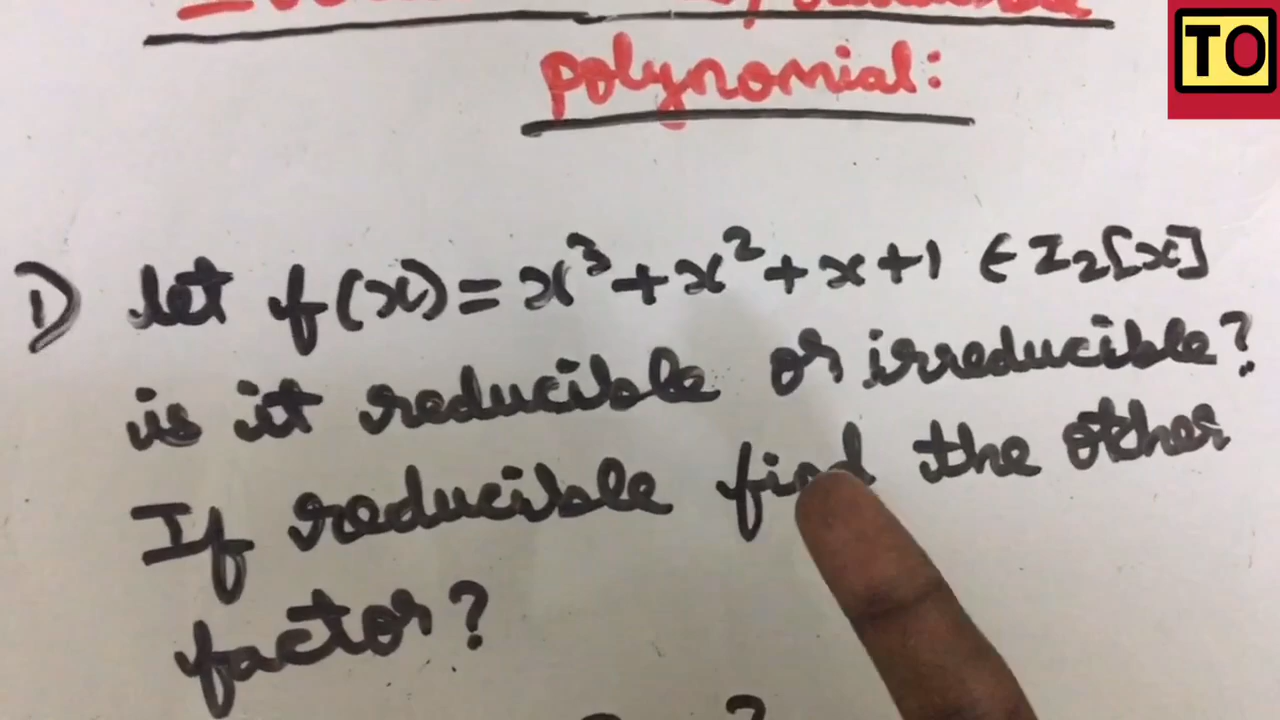 polynomial:
TO
1) let f(x) = x³ + x² + x + 1 ∈ Z₂[x]
is it reducible or irreducible?
If reducible find the other
factor?